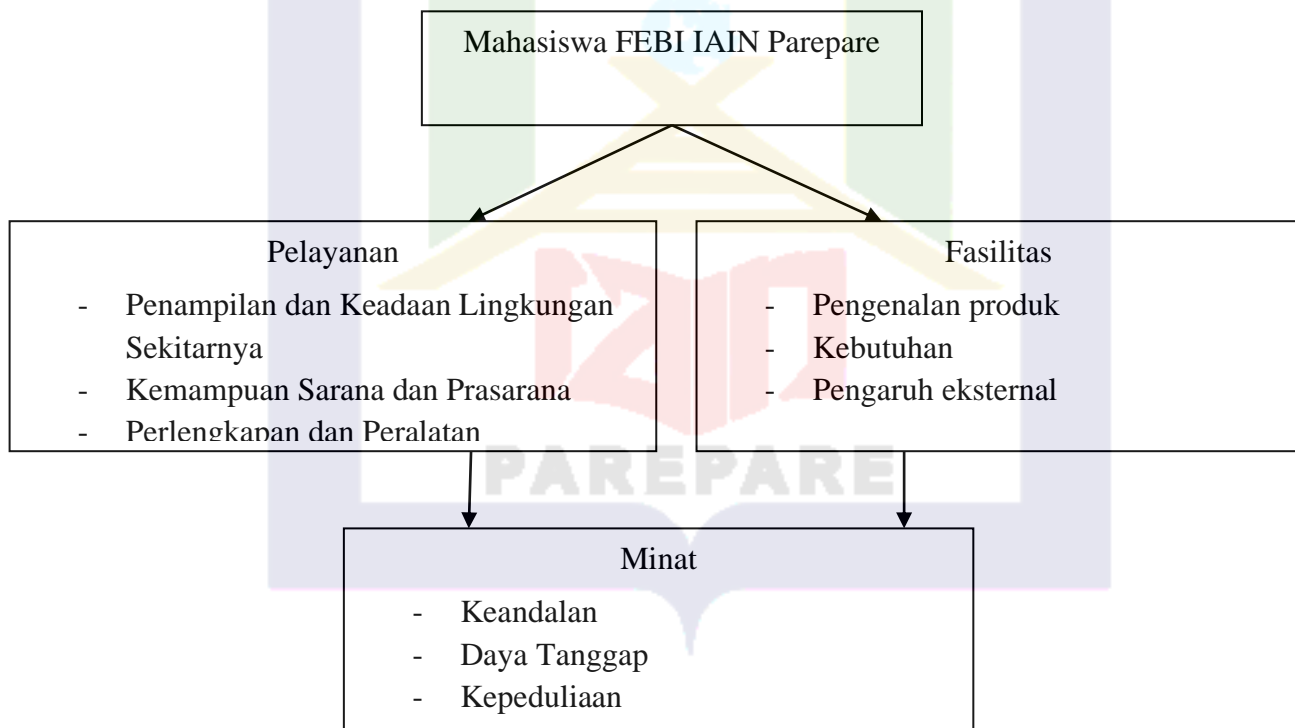 Mahasiswa FEBI IAIN Parepare
Pelayanan
- Penampilan dan Keadaan Lingkungan
Sekitarnya
- Kemampuan Sarana dan Prasarana
- Perlengkapan dan Peralatan
Fasilitas
- Pengenalan produk
- Kebutuhan
- Pengaruh eksternal
PAREPARE
Minat
- Keandalan
- Daya Tanggap
- Kepeduliaan